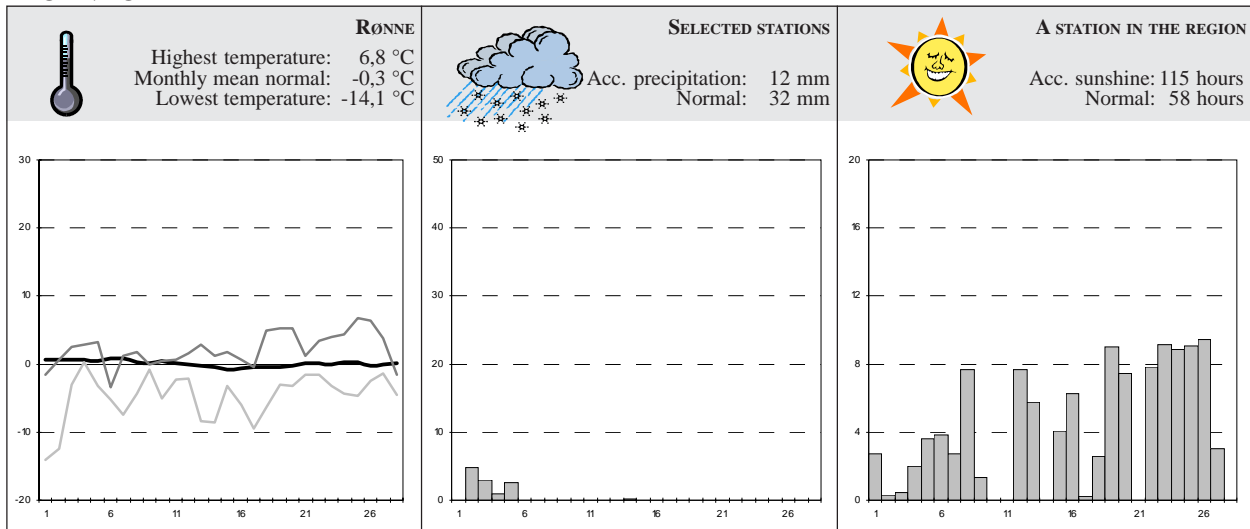 RØNNE
Highest temperature: 6,8 °C
Monthly mean normal: -0,3 °C
Lowest temperature: -14,1 °C
SELECTED STATIONS
Acc. precipitation: 12 mm
Normal: 32 mm
A STATION IN THE REGION
Acc. sunshine: 115 hours
Normal: 58 hours
30
20
10
0
-10
-20
1 6 11 16 21 26
50
40
30
20
10
0
1 6 11 16 21 26
20
16
12
8
4
0
1 6 11 16 21 26